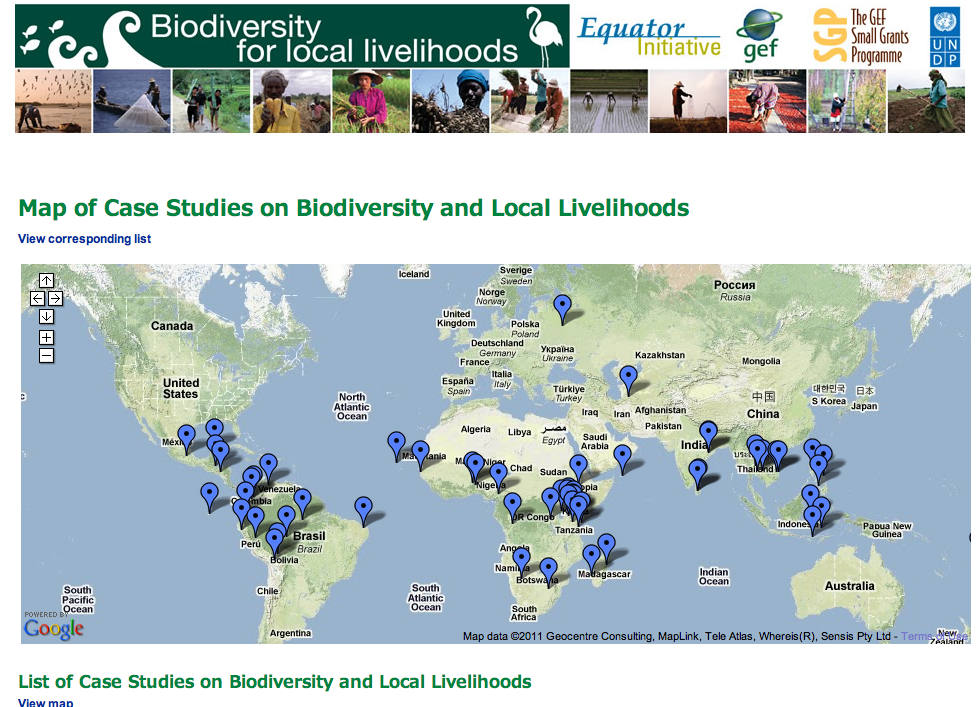 Biodiversity
for local livelihoods
Equator
Initiative
gef
SGP
The GEF
Small Grants
Programme
U N
D P
Map of Case Studies on Biodiversity and Local Livelihoods
View corresponding list
Iceland
Sverige
Sweden
Norge
Norway
Россия
Russia
United
Kingdom
Canada
Polska
Poland
Deutschland
Germany
Україна
Ukraine
France
Kazakhstan
Mongolia
Italia
Italy
España
Spain
United
States
Türkiye
Turkey
中国
China
대한민국
S Korea
日本
Japan
North
Atlantic
Ocean
Iraq
Iran
Afghanistan
Pakistan
Algeria
Libya
مصر
Egypt
Saudi
Arabia
India
Méxi
Niger
Chad
Sudan
Thailand
Nigeria
Venezuela
DR Congo
Tanzania
Indones
Papua New
Guinea
Perú
Brasil
Brazil
Bolivia
Angola
Botswana
Madagascar
Indian
Ocean
Australia
Chile
South
Pacific
Ocean
South
Atlantic
Ocean
South
Africa
Argentina
New
Zealand
POWERED BY
Google
Map data ©2011 Geocentre Consulting, MapLink, Tele Atlas, Whereis(R), Sensis Pty Ltd - Terms of Use
List of Case Studies on Biodiversity and Local Livelihoods
View map